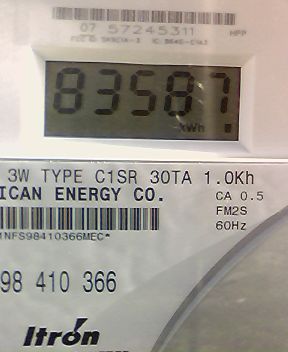 07 57245311
83587
kWh
3W TYPE C1SR 30TA 1.0Kh
ICAN ENERGY CO.
CA 0.5
FM2S
60Hz
98 410 366
Itrón